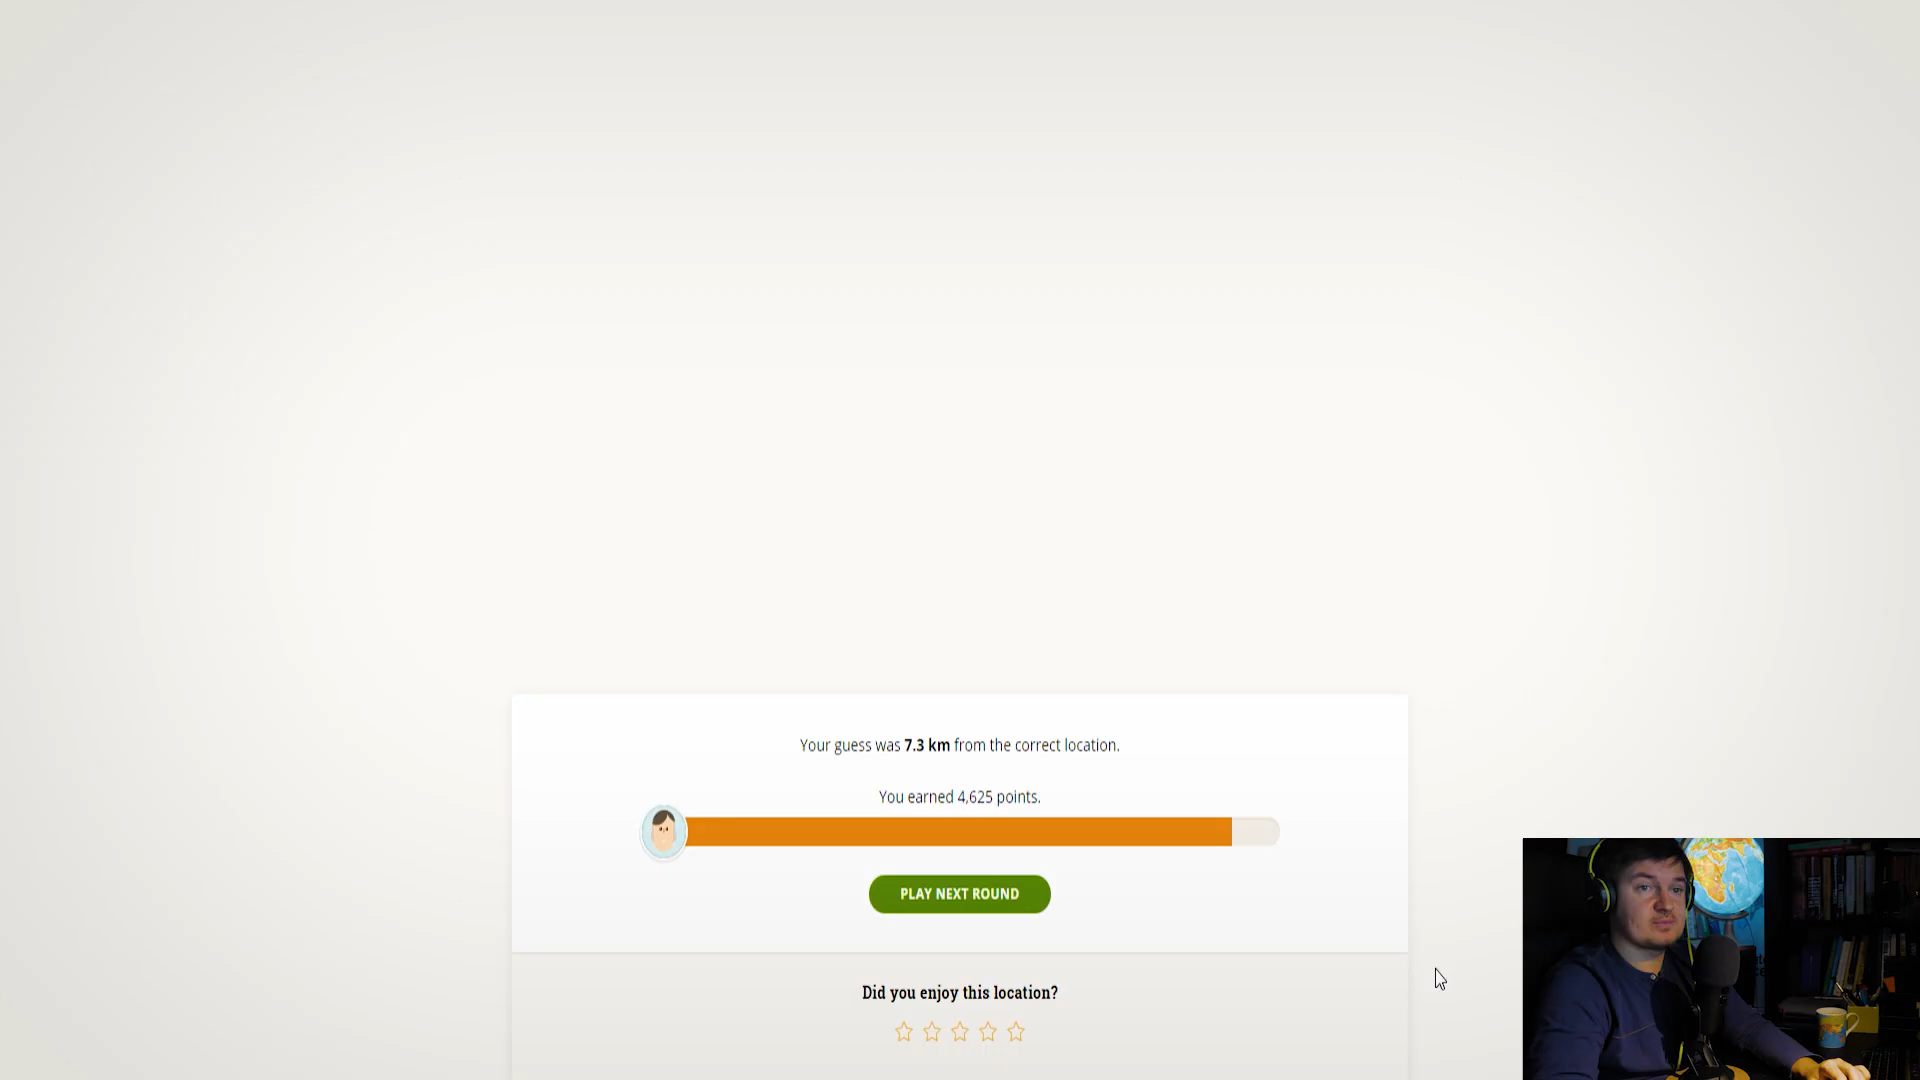 Your guess was 7.3 km from the correct location.
You earned 4,625 points.
PLAY NEXT ROUND
Did you enjoy this location?